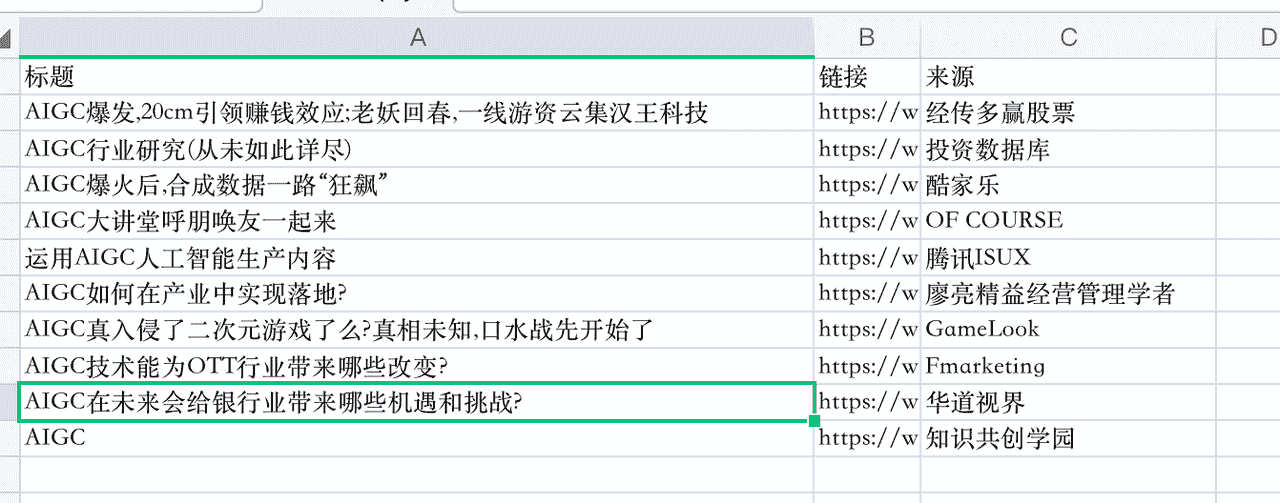 A B C D
标题 链接 来源
AIGC爆发,20cm引领赚钱效应;老妖回春,一线游资云集汉王科技 https://w 经传多赢股票
AIGC行业研究(从未如此详尽) https://w 投资数据库
AIGC爆火后,合成数据一路“狂飙” https://w 酷家乐
AIGC大讲堂呼朋唤友一起来 https://w OF COURSE
运用AIGC人工智能生产内容 https://w 腾讯ISUX
AIGC如何在产业中实现落地? https://w 廖亮精益经营管理学者
AIGC真入侵了二次元游戏了么?真相未知,口水战先开始了 https://w GameLook
AIGC技术能为OTT行业带来哪些改变? https://w Fmarketing
AIGC在未来会给银行业带来哪些机遇和挑战? https://w 华道视界
AIGC https://w 知识共创学园